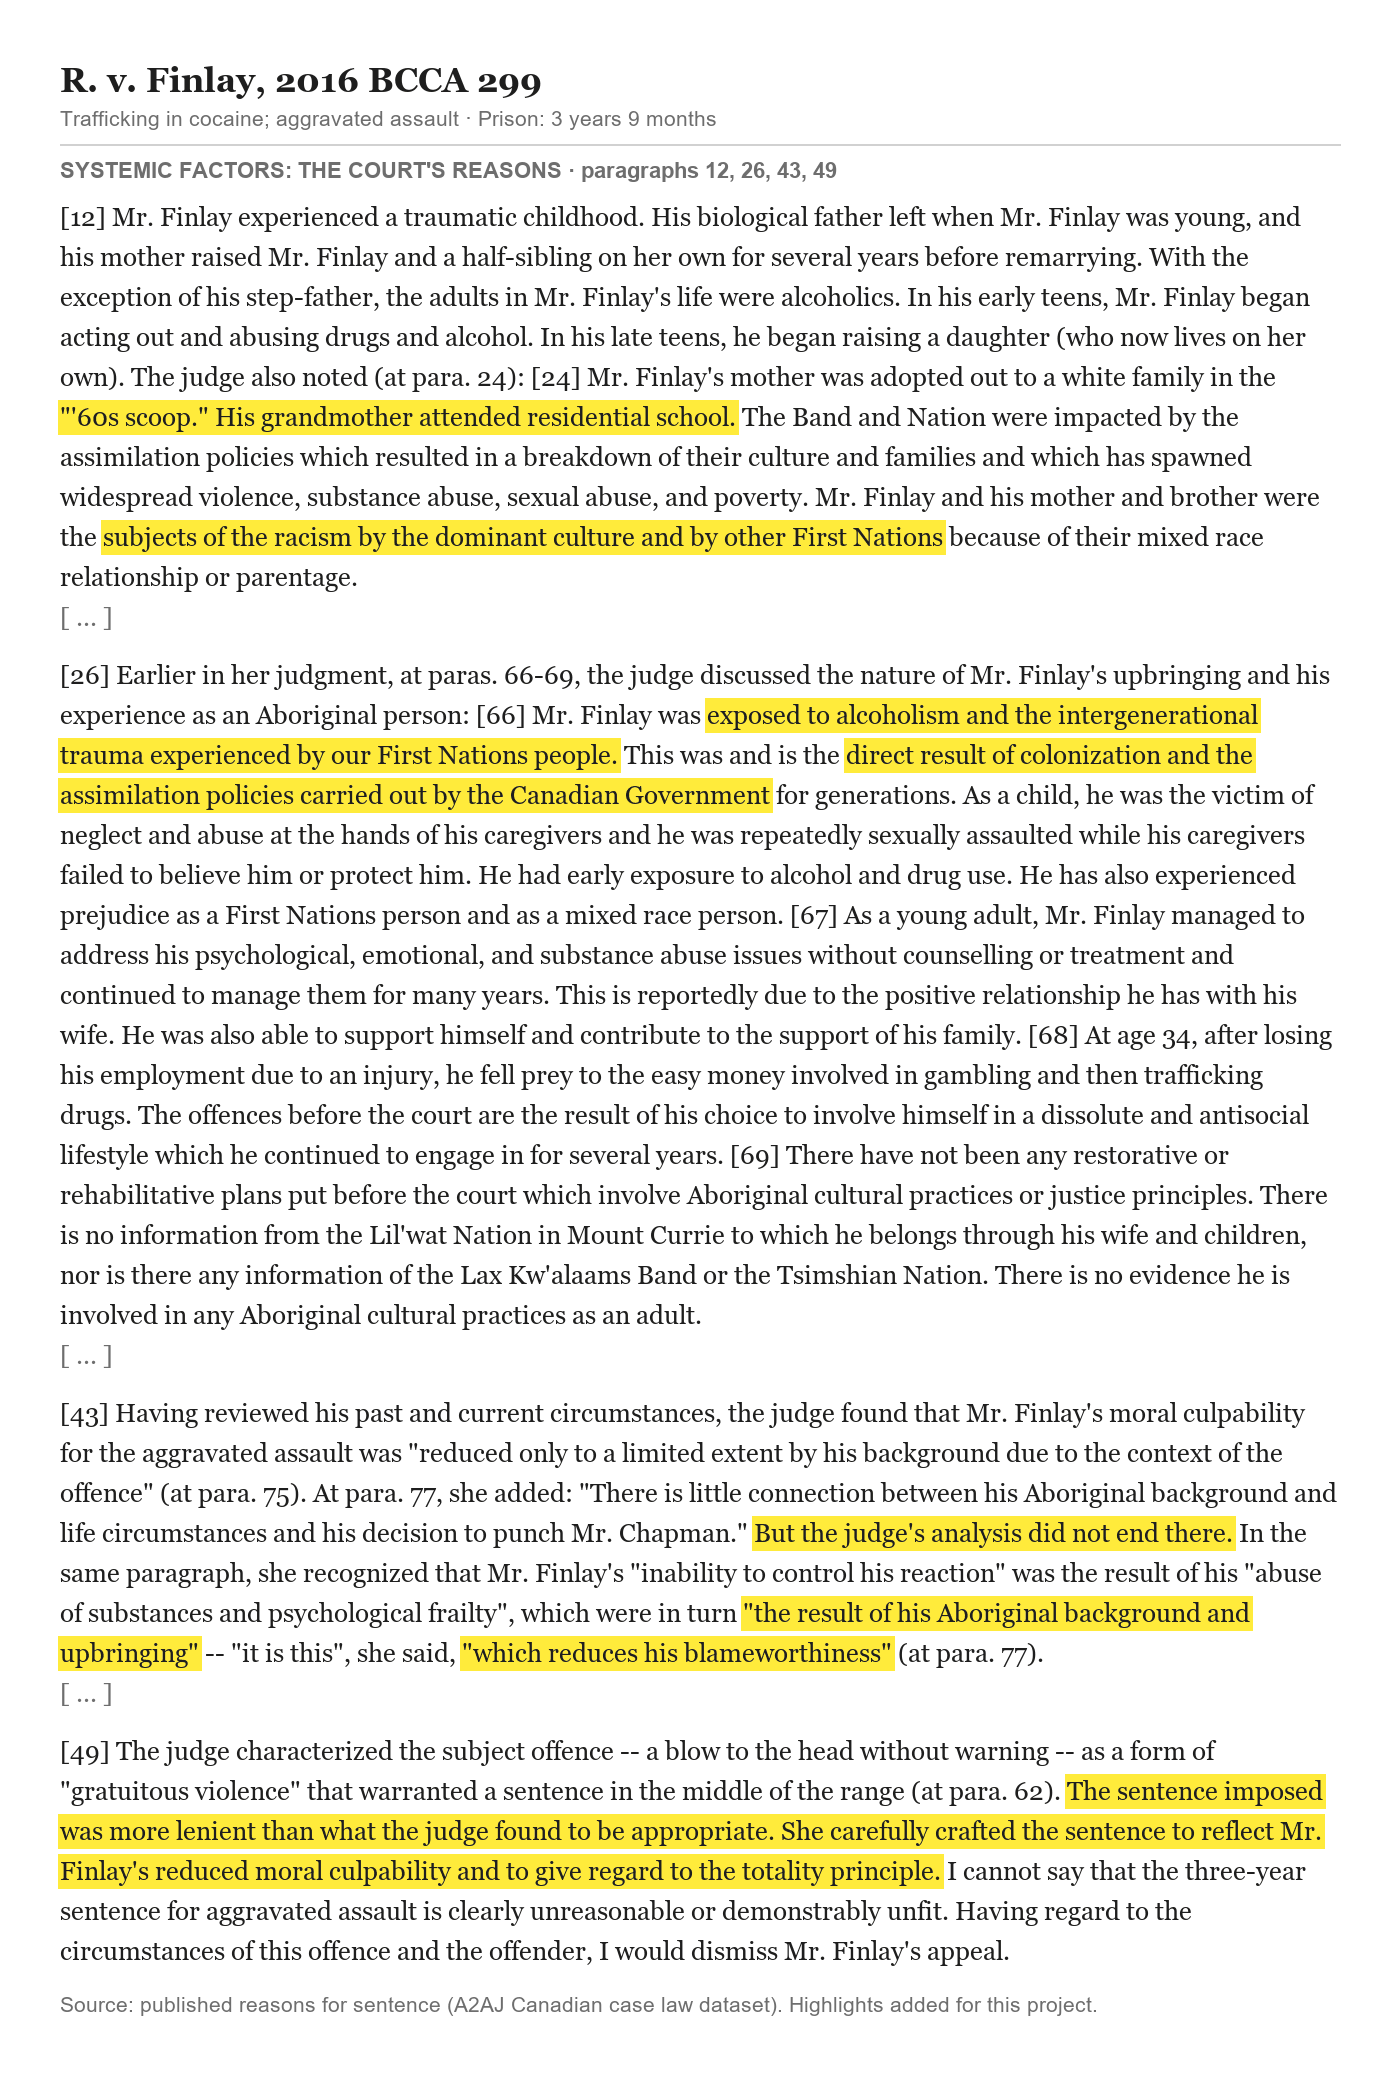 R. v. Finlay, 2016 BCCA 299
Trafficking in cocaine; aggravated assault · Prison: 3 years 9 months
SYSTEMIC FACTORS: THE COURT'S REASONS · paragraphs 12, 26, 43, 49
[12] Mr. Finlay experienced a traumatic childhood. His biological father left when Mr. Finlay was young, and
his mother raised Mr. Finlay and a half-sibling on her own for several years before remarrying. With the
exception of his step-father, the adults in Mr. Finlay's life were alcoholics. In his early teens, Mr. Finlay began
acting out and abusing drugs and alcohol. In his late teens, he began raising a daughter (who now lives on her
own). The judge also noted (at para. 24): [24] Mr. Finlay's mother was adopted out to a white family in the
"'60s scoop." His grandmother attended residential school. The Band and Nation were impacted by the
assimilation policies which resulted in a breakdown of their culture and families and which has spawned
widespread violence, substance abuse, sexual abuse, and poverty. Mr. Finlay and his mother and brother were
the subjects of the racism by the dominant culture and by other First Nations because of their mixed race
relationship or parentage.
[ ... ]
[26] Earlier in her judgment, at paras. 66-69, the judge discussed the nature of Mr. Finlay's upbringing and his
experience as an Aboriginal person: [66] Mr. Finlay was exposed to alcoholism and the intergenerational
trauma experienced by our First Nations people. This was and is the direct result of colonization and the
assimilation policies carried out by the Canadian Government for generations. As a child, he was the victim of
neglect and abuse at the hands of his caregivers and he was repeatedly sexually assaulted while his caregivers
failed to believe him or protect him. He had early exposure to alcohol and drug use. He has also experienced
prejudice as a First Nations person and as a mixed race person. [67] As a young adult, Mr. Finlay managed to
address his psychological, emotional, and substance abuse issues without counselling or treatment and
continued to manage them for many years. This is reportedly due to the positive relationship he has with his
wife. He was also able to support himself and contribute to the support of his family. [68] At age 34, after losing
his employment due to an injury, he fell prey to the easy money involved in gambling and then trafficking
drugs. The offences before the court are the result of his choice to involve himself in a dissolute and antisocial
lifestyle which he continued to engage in for several years. [69] There have not been any restorative or
rehabilitative plans put before the court which involve Aboriginal cultural practices or justice principles. There
is no information from the Lil'wat Nation in Mount Currie to which he belongs through his wife and children,
nor is there any information of the Lax Kw'alaams Band or the Tsimshian Nation. There is no evidence he is
involved in any Aboriginal cultural practices as an adult.
[ ... ]
[43] Having reviewed his past and current circumstances, the judge found that Mr. Finlay's moral culpability
for the aggravated assault was "reduced only to a limited extent by his background due to the context of the
offence" (at para. 75). At para. 77, she added: "There is little connection between his Aboriginal background and
life circumstances and his decision to punch Mr. Chapman." But the judge's analysis did not end there. In the
same paragraph, she recognized that Mr. Finlay's "inability to control his reaction" was the result of his "abuse
of substances and psychological frailty", which were in turn "the result of his Aboriginal background and
upbringing" -- "it is this", she said, "which reduces his blameworthiness" (at para. 77).
[ ... ]
[49] The judge characterized the subject offence -- a blow to the head without warning -- as a form of
"gratuitous violence" that warranted a sentence in the middle of the range (at para. 62). The sentence imposed
was more lenient than what the judge found to be appropriate. She carefully crafted the sentence to reflect Mr.
Finlay's reduced moral culpability and to give regard to the totality principle. I cannot say that the three-year
sentence for aggravated assault is clearly unreasonable or demonstrably unfit. Having regard to the
circumstances of this offence and the offender, I would dismiss Mr. Finlay's appeal.
Source: published reasons for sentence (A2AJ Canadian case law dataset). Highlights added for this project.